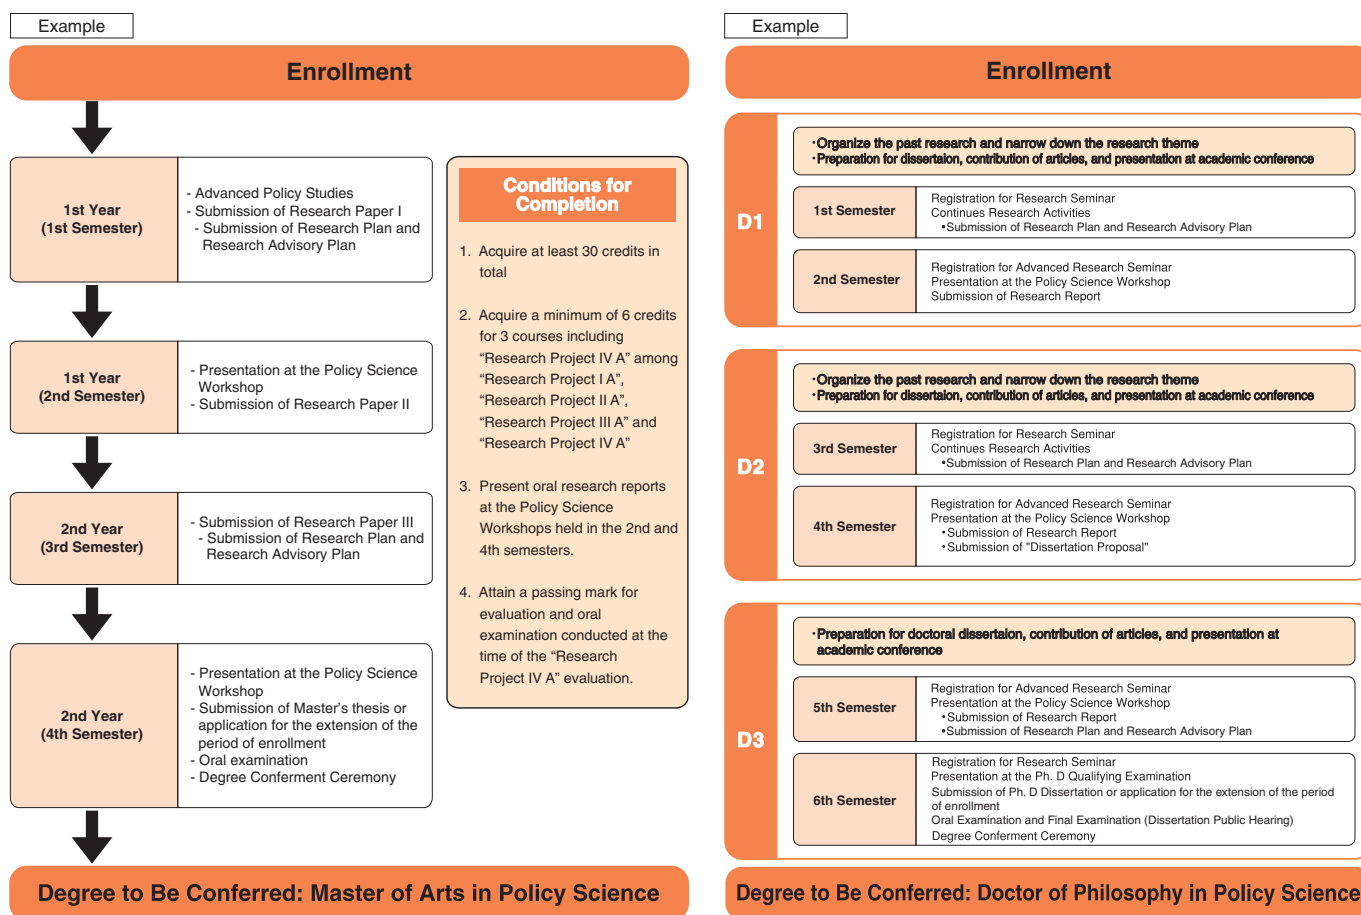 Example
Enrollment
1st Year
(1st Semester)
- Advanced Policy Studies
- Submission of Research Paper I
- Submission of Research Plan and
Research Advisory Plan
1st Year
(2nd Semester)
- Presentation at the Policy Science
Workshop
- Submission of Research Paper II
2nd Year
(3rd Semester)
- Submission of Research Paper III
- Submission of Research Plan and
Research Advisory Plan
2nd Year
(4th Semester)
- Presentation at the Policy Science
Workshop
- Submission of Master’s thesis or
application for the extension of the
period of enrollment
- Oral examination
- Degree Conferment Ceremony
Conditions for
Completion
1. Acquire at least 30 credits in
total
2. Acquire a minimum of 6 credits
for 3 courses including
“Research Project IV A” among
“Research Project I A”,
“Research Project II A”,
“Research Project III A” and
“Research Project IV A”
3. Present oral research reports
at the Policy Science
Workshops held in the 2nd and
4th semesters.
4. Attain a passing mark for
evaluation and oral
examination conducted at the
time of the “Research
Project IV A” evaluation.
Degree to Be Conferred: Master of Arts in Policy Science
Example
Enrollment
D1
・Organize the past research and narrow down the research theme
・Preparation for dissertaion, contribution of articles, and presentation at academic conference
1st Semester
Registration for Research Seminar
Continues Research Activities
•Submission of Research Plan and Research Advisory Plan
2nd Semester
Registration for Advanced Research Seminar
Presentation at the Policy Science Workshop
Submission of Research Report
D2
・Organize the past research and narrow down the research theme
・Preparation for dissertaion, contribution of articles, and presentation at academic conference
3rd Semester
Registration for Research Seminar
Continues Research Activities
•Submission of Research Plan and Research Advisory Plan
4th Semester
Registration for Advanced Research Seminar
Presentation at the Policy Science Workshop
•Submission of Research Report
•Submission of "Dissertation Proposal"
D3
・Preparation for doctoral dissertaion, contribution of articles, and presentation at
academic conference
5th Semester
Registration for Advanced Research Seminar
Presentation at the Policy Science Workshop
•Submission of Research Report
•Submission of Research Plan and Research Advisory Plan
6th Semester
Registration for Research Seminar
Presentation at the Ph. D Qualifying Examination
Submission of Ph. D Dissertation or application for the extension of the period
of enrollment
Oral Examination and Final Examination (Dissertation Public Hearing)
Degree Conferment Ceremony
Degree to Be Conferred: Doctor of Philosophy in Policy Science